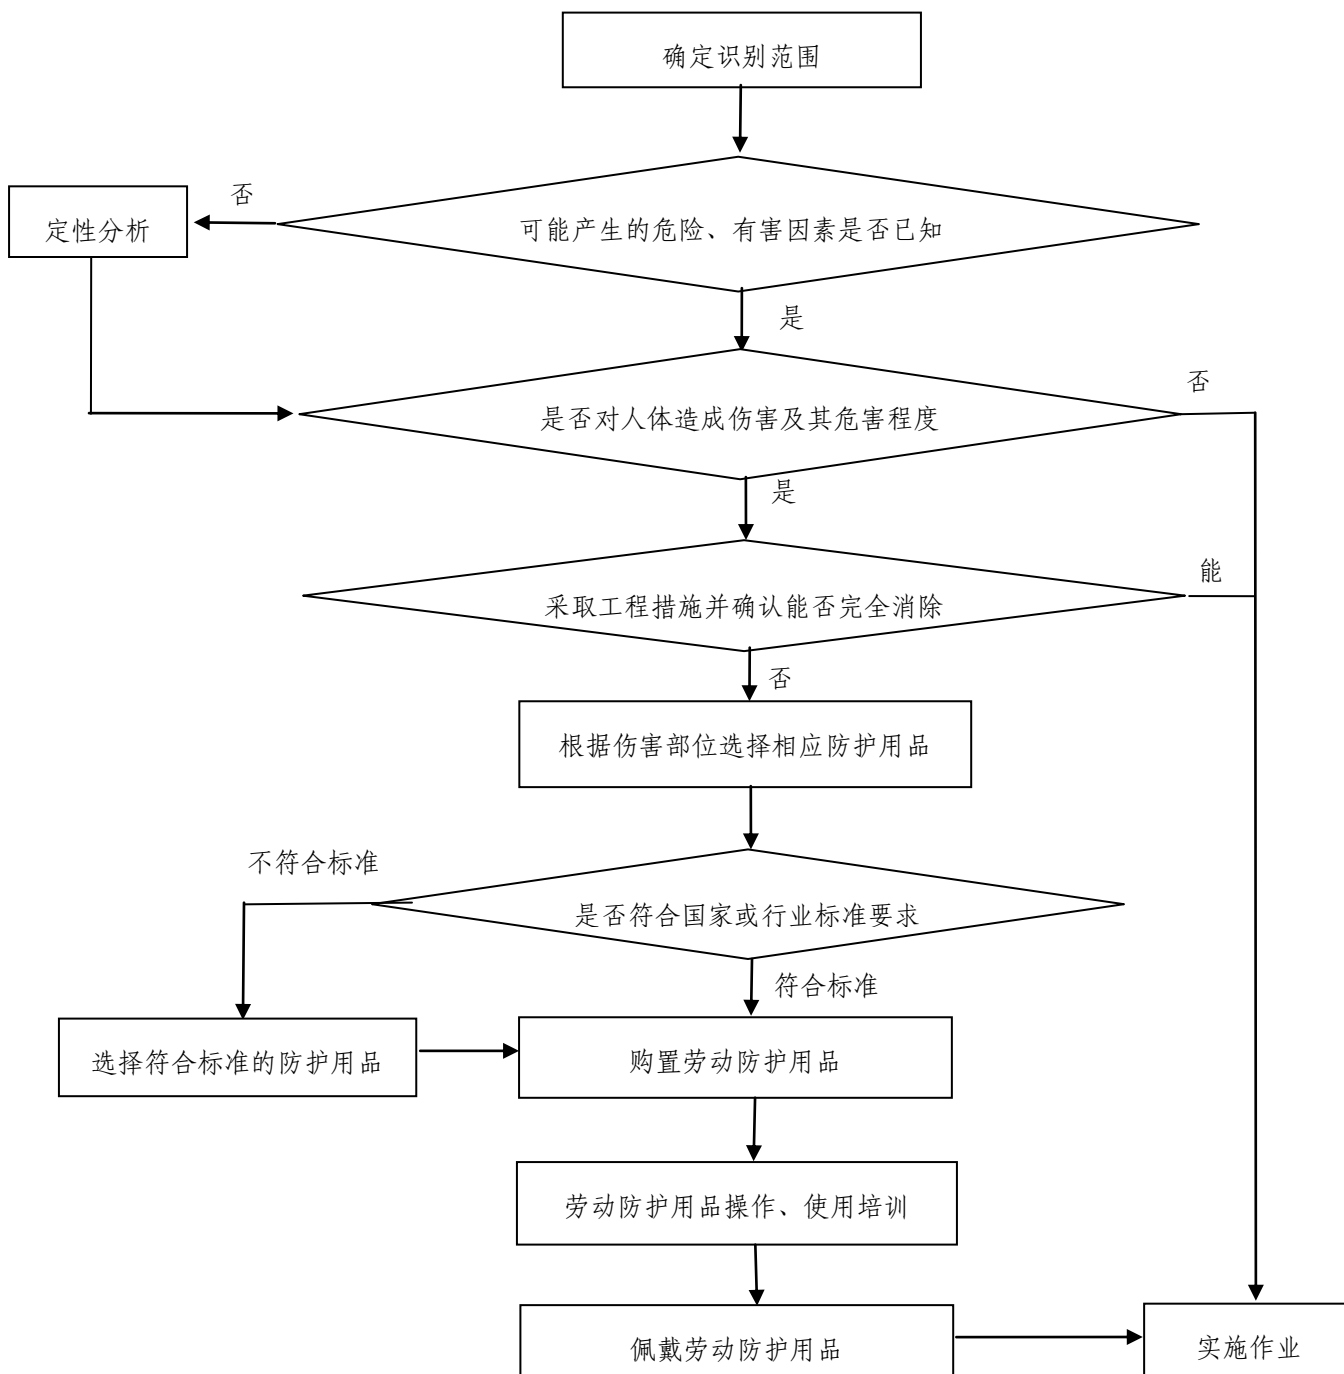 确定识别范围
否
定性分析
可能产生的危险、有害因素是否已知
是
否
是否对人体造成伤害及其危害程度
是
能
采取工程措施并确认能否完全消除
否
根据伤害部位选择相应防护用品
不符合标准
是否符合国家或行业标准要求
符合标准
选择符合标准的防护用品
购置劳动防护用品
劳动防护用品操作、使用培训
佩戴劳动防护用品
实施作业